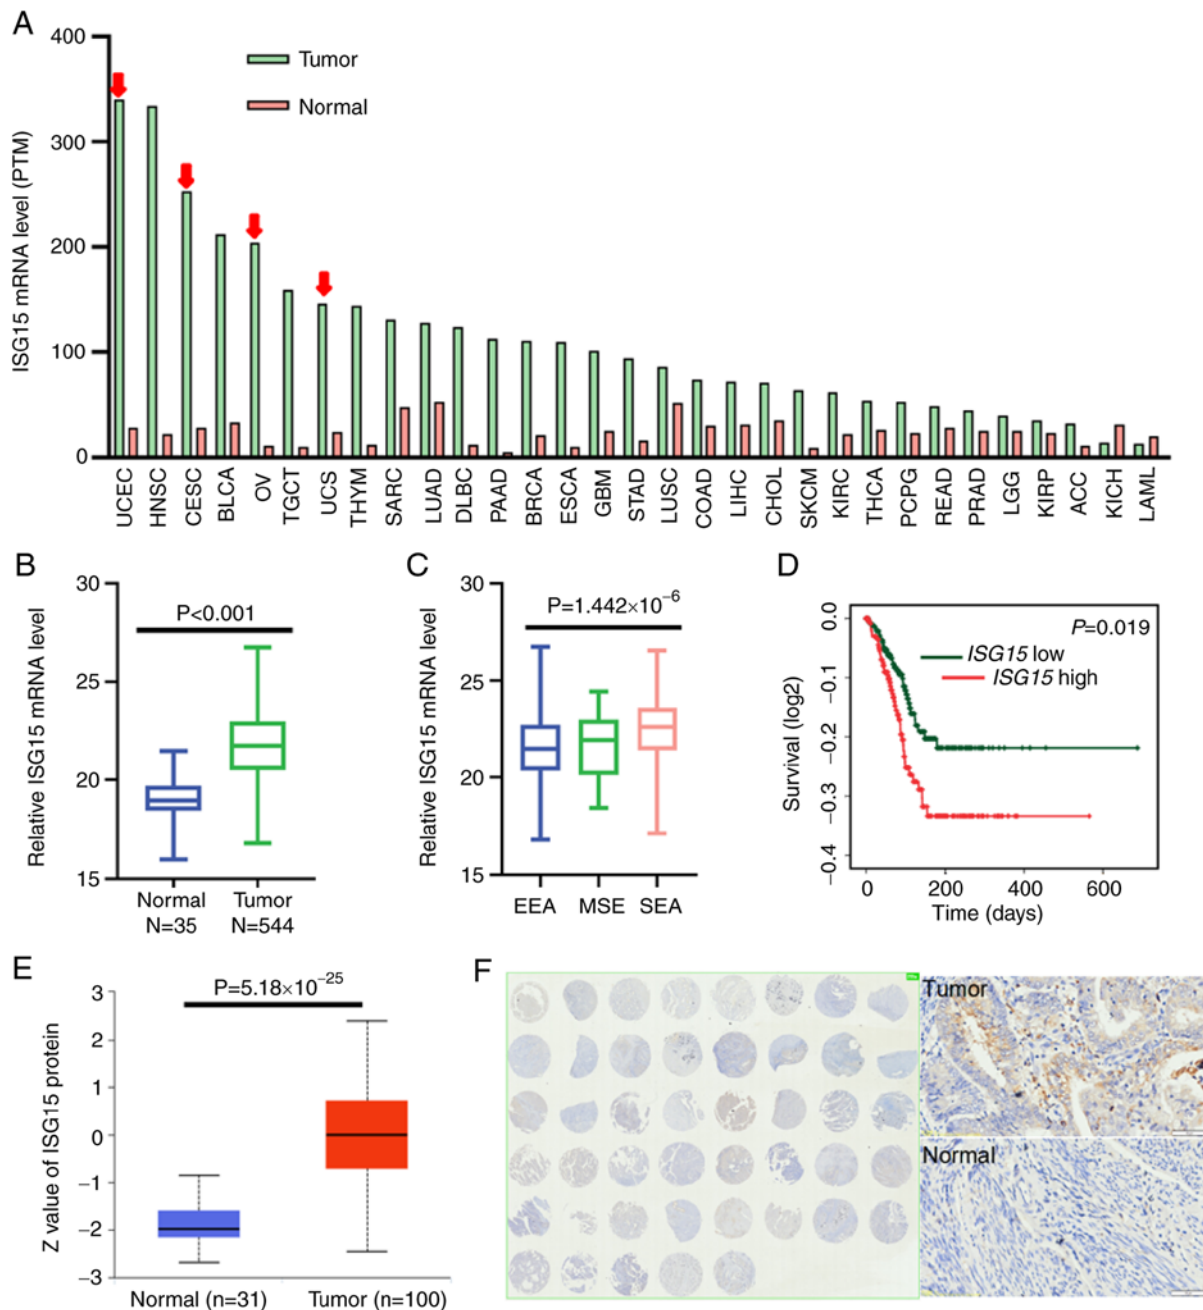 A
400
300
200
100
0
ISG15 mRNA level (PTM)
Tumor
Normal
UCEC
HNSC
CESC
BLCA
OV
TGCT
UCS
THYM
SARC
LUAD
DLBC
PAAD
BRCA
ESCA
GBM
STAD
LUSC
COAD
LIHC
CHOL
SKCM
KIRC
THCA
PCPG
READ
PRAD
LGG
KIRP
ACC
KICH
LAML
B
30
25
20
15
Relative ISG15 mRNA level
P<0.001
Normal
N=35
Tumor
N=544
C
30
25
20
15
Relative ISG15 mRNA level
P=1.442×10−6
EEA
MSE
SEA
D
0.0
−0.1
−0.2
−0.3
−0.4
Survival (log2)
P=0.019
ISG15 low
ISG15 high
0
200
400
600
Time (days)
E
3
2
1
0
−1
−2
−3
Z value of ISG15 protein
P=5.18×10−25
Normal (n=31)
Tumor (n=100)
F
Tumor
Normal